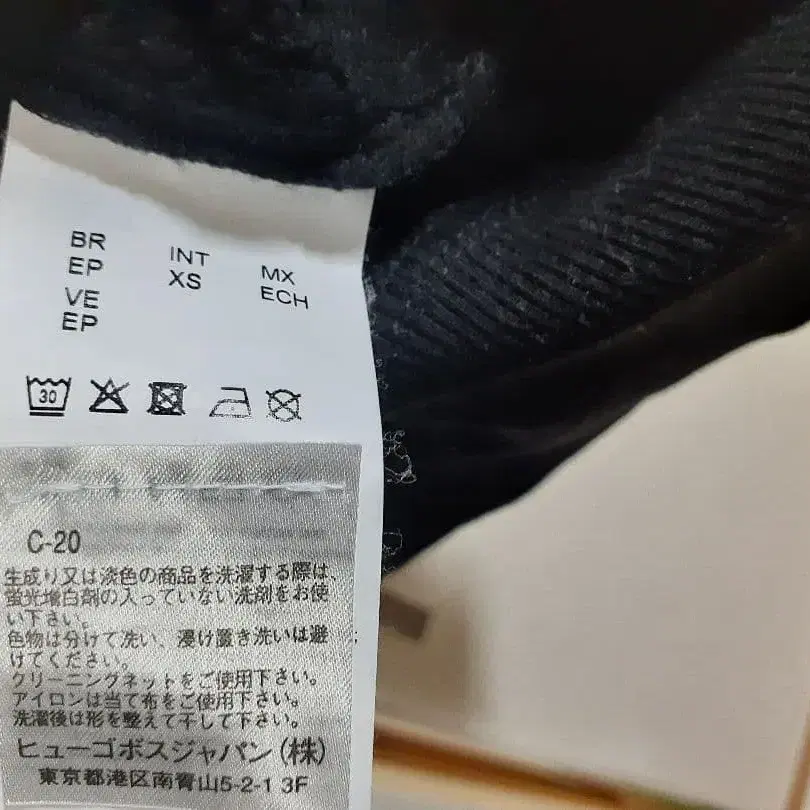 BR INT MX
EP XS ECH
VE
EP
30
C-20
生成り又は淡色の商品を洗濯する際は、
蛍光増白剤の入っていない洗剤をお使
い下さい。
色物は分けて洗い、浸け置き洗いは避
けてください。
クリーニングネットをご使用下さい。
アイロンは当て布をご使用下さい。
洗濯後は形を整えて干して下さい。
ヒューゴボスジャパン(株)
東京都港区南青山5-2-1 3F